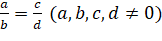 a/b = c/d (a, b, c, d ≠ 0)